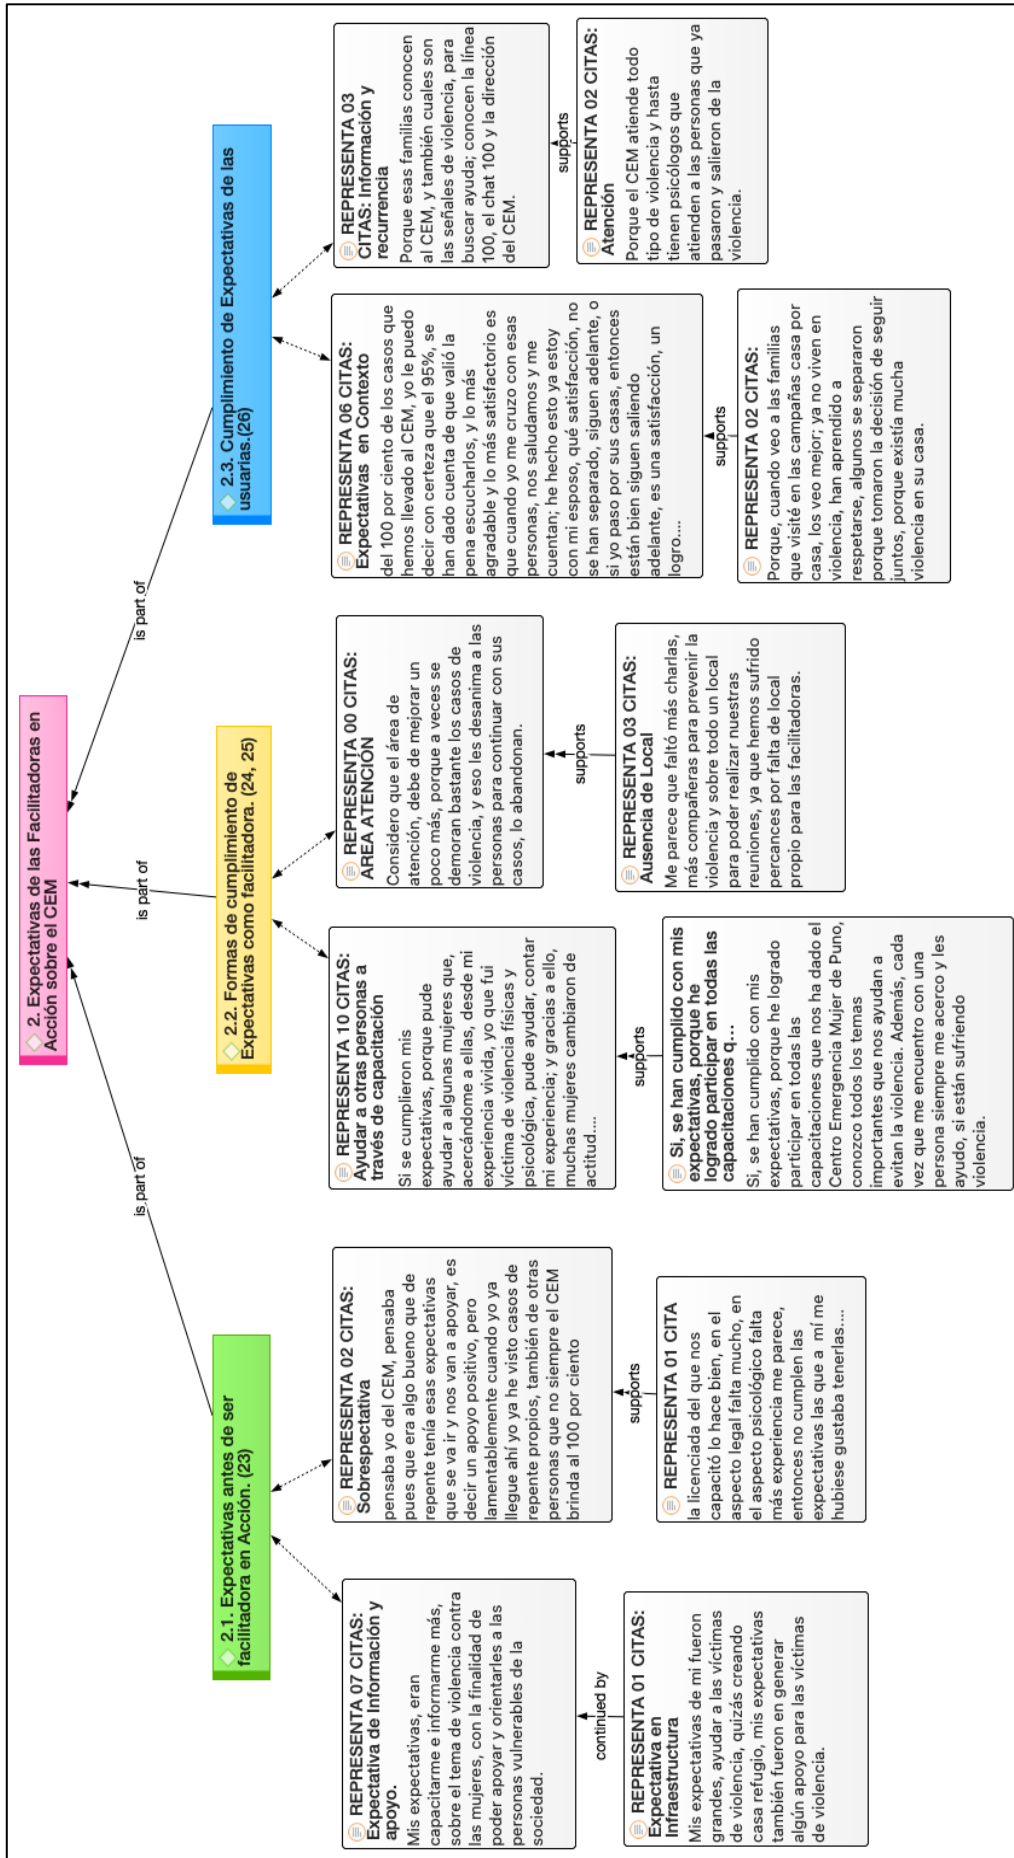 2. Expectativas de las Facilitadoras en
Acción sobre el CEM
is part of
is part of
is part of
2.1. Expectativas antes de ser
facilitadora en Acción. (23)
2.2. Formas de cumplimiento de
Expectativas como facilitadora. (24, 25)
2.3. Cumplimiento de Expectativas de las
usuarias.(26)
REPRESENTA 07 CITAS:
Expectativa de Información y
apoyo.
Mis expectativas, eran
capacitarme e informarme más,
sobre el tema de violencia contra
las mujeres, con la finalidad de
poder apoyar y orientarles a las
personas vulnerables de la
sociedad.
continued by
REPRESENTA 01 CITAS:
Expectativa en
Infraestructura
Mis expectativas de mi fueron
grandes, ayudar a las víctimas
de violencia, quizás creando
casa refugio, mis expectativas
también fueron en generar
algún apoyo para las víctimas
de violencia.
REPRESENTA 02 CITAS:
Sobrespectativa
pensaba yo del CEM, pensaba
pues que era algo bueno que de
repente tenía esas expectativas
que se va ir y nos van a apoyar, es
decir un apoyo positivo, pero
lamentablemente cuando yo ya
llegue ahí yo ya he visto casos de
repente propios, también de otras
personas que no siempre el CEM
brinda al 100 por ciento
supports
REPRESENTA 01 CITA
la licenciada del que nos
capacitó lo hace bien, en el
aspecto legal falta mucho, en
el aspecto psicológico falta
más experiencia me parece,
entonces no cumplen las
expectativas las que a mí me
hubiese gustaba tenerlas....
REPRESENTA 10 CITAS:
Ayudar a otras personas a
través de capacitación
Si se cumplieron mis
expectativas, porque pude
ayudar a algunas mujeres que,
acercándome a ellas, desde mi
experiencia vivida, yo que fui
víctima de violencia físicas y
psicológica, pude ayudar, contar
mi experiencia; y gracias a ello,
muchas mujeres cambiaron de
actitud....
supports
Si, se han cumplido con mis
expectativas, porque he
logrado participar en todas las
capacitaciones q...
Si, se han cumplido con mis
expectativas, porque he logrado
participar en todas las
capacitaciones que nos ha dado el
Centro Emergencia Mujer de Puno,
conozco todos los temas
importantes que nos ayudan a
evitan la violencia. Además, cada
vez que me encuentro con una
persona siempre me acerco y les
ayudo, si están sufriendo
violencia.
REPRESENTA 00 CITAS:
AREA ATENCIÓN
Considero que el área de
atención, debe de mejorar un
poco más, porque a veces se
demoran bastante los casos de
violencia, y eso les desanima a las
personas para continuar con sus
casos, lo abandonan.
supports
REPRESENTA 03 CITAS:
Ausencia de Local
Me parece que faltó más charlas,
más compañeras para prevenir la
violencia y sobre todo un local
para poder realizar nuestras
reuniones, ya que hemos sufrido
percances por falta de local
propio para las facilitadoras.
REPRESENTA 06 CITAS:
Expectativas en Contexto
del 100 por ciento de los casos que
hemos llevado al CEM, yo le puedo
decir con certeza que el 95%, se
han dado cuenta de que valió la
pena escucharlos, y lo más
agradable y lo más satisfactorio es
que cuando yo me cruzo con esas
personas, nos saludamos y me
cuentan; he hecho esto ya estoy
con mi esposo, qué satisfacción, no
se han separado, siguen adelante, o
si yo paso por sus casas, entonces
están bien siguen saliendo
adelante, es una satisfacción, un
logro....
supports
REPRESENTA 02 CITAS:
Porque, cuando veo a las familias
que visité en las campañas casa por
casa, los veo mejor; ya no viven en
violencia, han aprendido a
respetarse, algunos se separaron
porque tomaron la decisión de seguir
juntos, porque existía mucha
violencia en su casa.
REPRESENTA 03
CITAS: Información y
recurrencia
Porque esas familias conocen
al CEM, y también cuales son
las señales de violencia, para
buscar ayuda; conocen la línea
100, el chat 100 y la dirección
del CEM.
supports
REPRESENTA 02 CITAS:
Atención
Porque el CEM atiende todo
tipo de violencia y hasta
tienen psicólogos que
atienden a las personas que ya
pasaron y salieron de la
violencia.